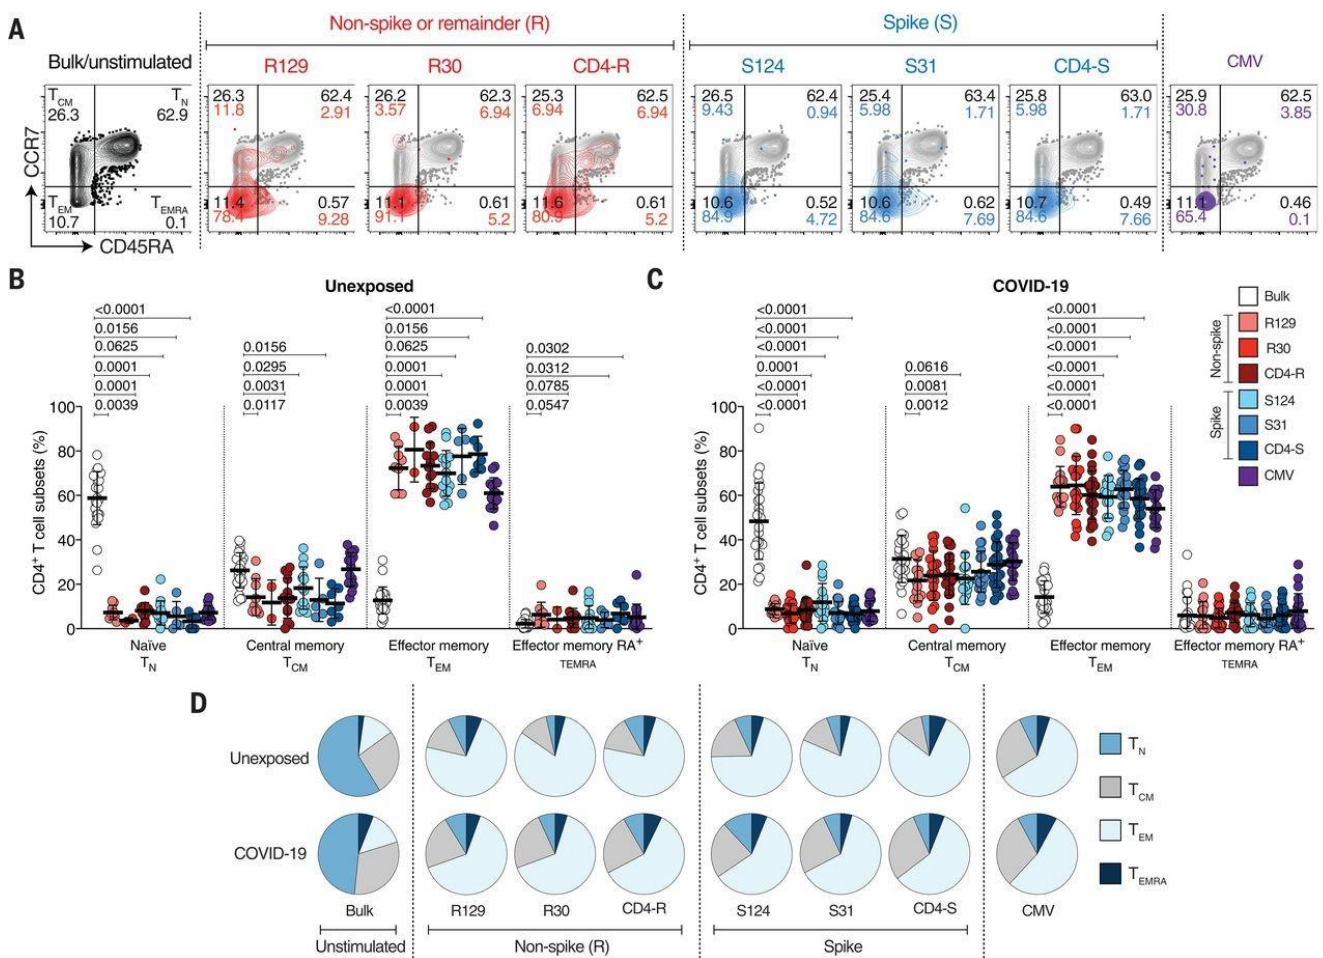 A
Non-spike or remainder (R)
Spike (S)
Bulk/unstimulated
R129
R30
CD4-R
S124
S31
CD4-S
CMV
CCR7
CD45RA
TCM
26.3
TN
62.9
TEM
10.7
TEMRA
0.1
26.3
11.8
62.4
2.91
11.4
0.57
9.28
26.2
3.57
62.3
6.94
11.1
0.61
5.2
25.3
6.94
62.5
6.94
11.6
0.61
5.2
26.5
9.43
62.4
0.94
10.6
84.9
0.52
4.72
25.4
5.98
63.4
1.71
10.6
84.6
0.62
7.69
25.8
5.98
63.0
1.71
10.7
84.6
0.49
7.66
25.9
30.8
62.5
3.85
65.4
0.46
0.1
B
Unexposed
<0.0001
0.0156
0.0625
0.0001
0.0001
0.0039
0.0156
0.0295
0.0031
0.0117
<0.0001
0.0156
0.0625
0.0001
0.0001
0.0039
0.0302
0.0312
0.0785
0.0547
CD4+ T cell subsets (%)
100
80
60
40
20
0
Naïve
TN
Central memory
TCM
Effector memory
TEM
Effector memory RA+
TEMRA
C
COVID-19
<0.0001
<0.0001
<0.0001
0.0001
<0.0001
<0.0001
0.0616
0.0081
0.0012
<0.0001
<0.0001
<0.0001
<0.0001
<0.0001
<0.0001
CD4+ T cell subsets (%)
100
80
60
40
20
0
Naïve
TN
Central memory
TCM
Effector memory
TEM
Effector memory RA+
TEMRA
Bulk
Non-spike
R129
R30
CD4-R
Spike
S124
S31
CD4-S
CMV
D
Unexposed
COVID-19
Bulk
R129
R30
CD4-R
S124
S31
CD4-S
CMV
Unstimulated
Non-spike (R)
Spike
TN
TCM
TEM
TEMRA